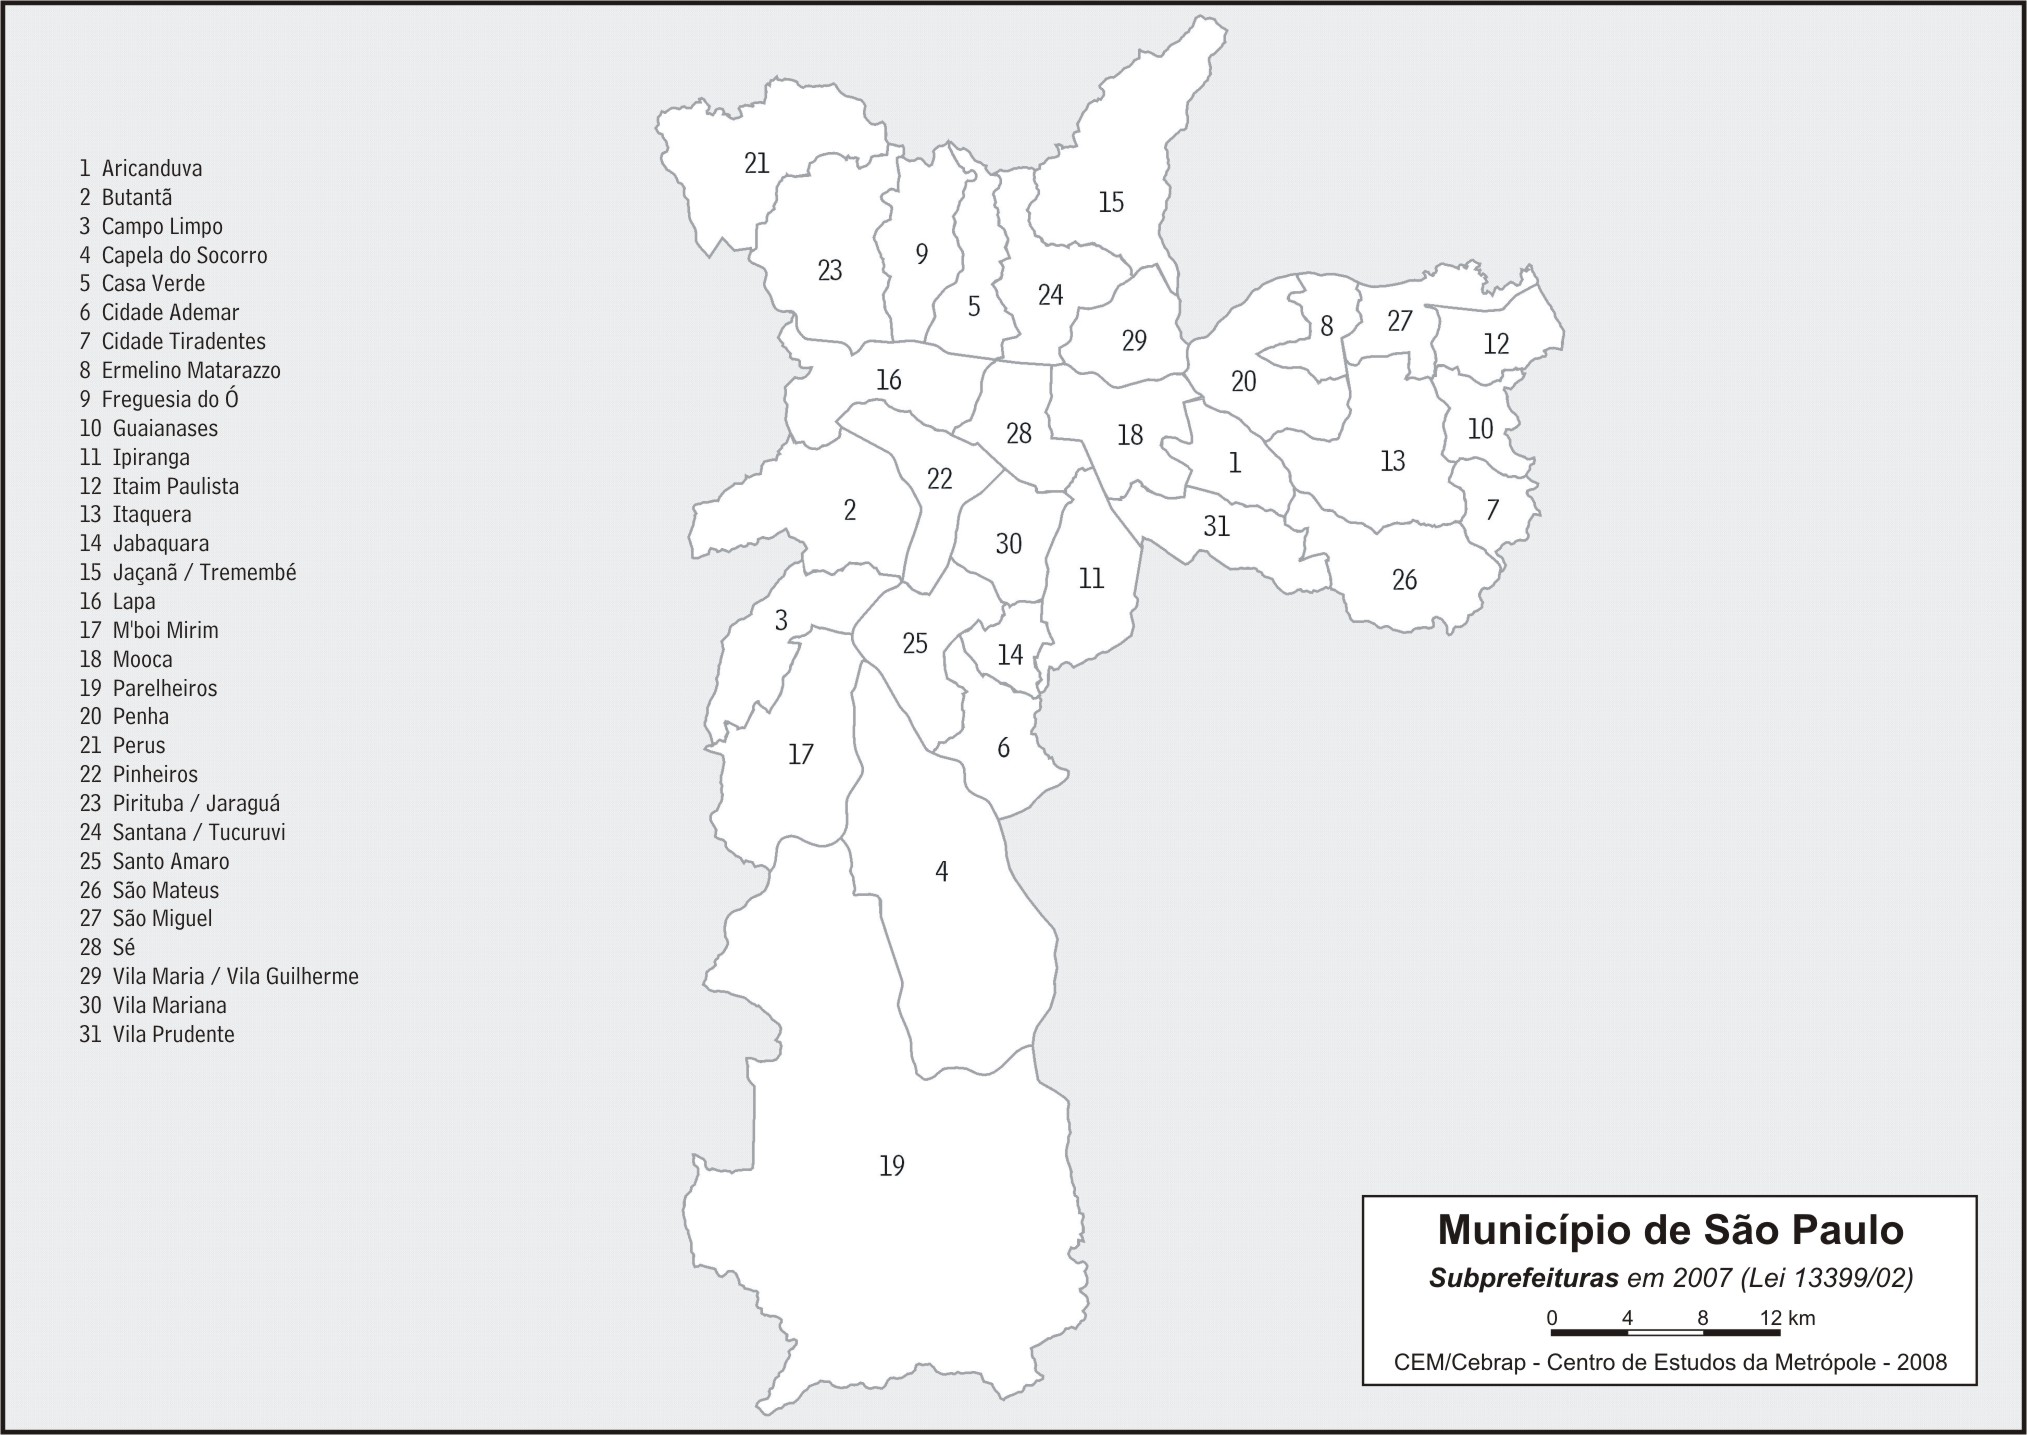 1 Aricanduva
2 Butantã
3 Campo Limpo
4 Capela do Socorro
5 Casa Verde
6 Cidade Ademar
7 Cidade Tiradentes
8 Ermelino Matarazzo
9 Freguesia do Ó
10 Guaianases
11 Ipiranga
12 Itaim Paulista
13 Itaquera
14 Jabaquara
15 Jaçanã / Tremembé
16 Lapa
17 M'boi Mirim
18 Mooca
19 Parelheiros
20 Penha
21 Perus
22 Pinheiros
23 Pirituba / Jaraguá
24 Santana / Tucuruvi
25 Santo Amaro
26 São Mateus
27 São Miguel
28 Sé
29 Vila Maria / Vila Guilherme
30 Vila Mariana
31 Vila Prudente
21
15
23
9
5
24
29
8
27
12
16
20
28
18
10
1
13
22
2
7
31
30
11
26
3
25
14
17
6
4
19
Município de São Paulo
Subprefeituras em 2007 (Lei 13399/02)
0 4 8 12 km
CEM/Cebrap - Centro de Estudos da Metrópole - 2008